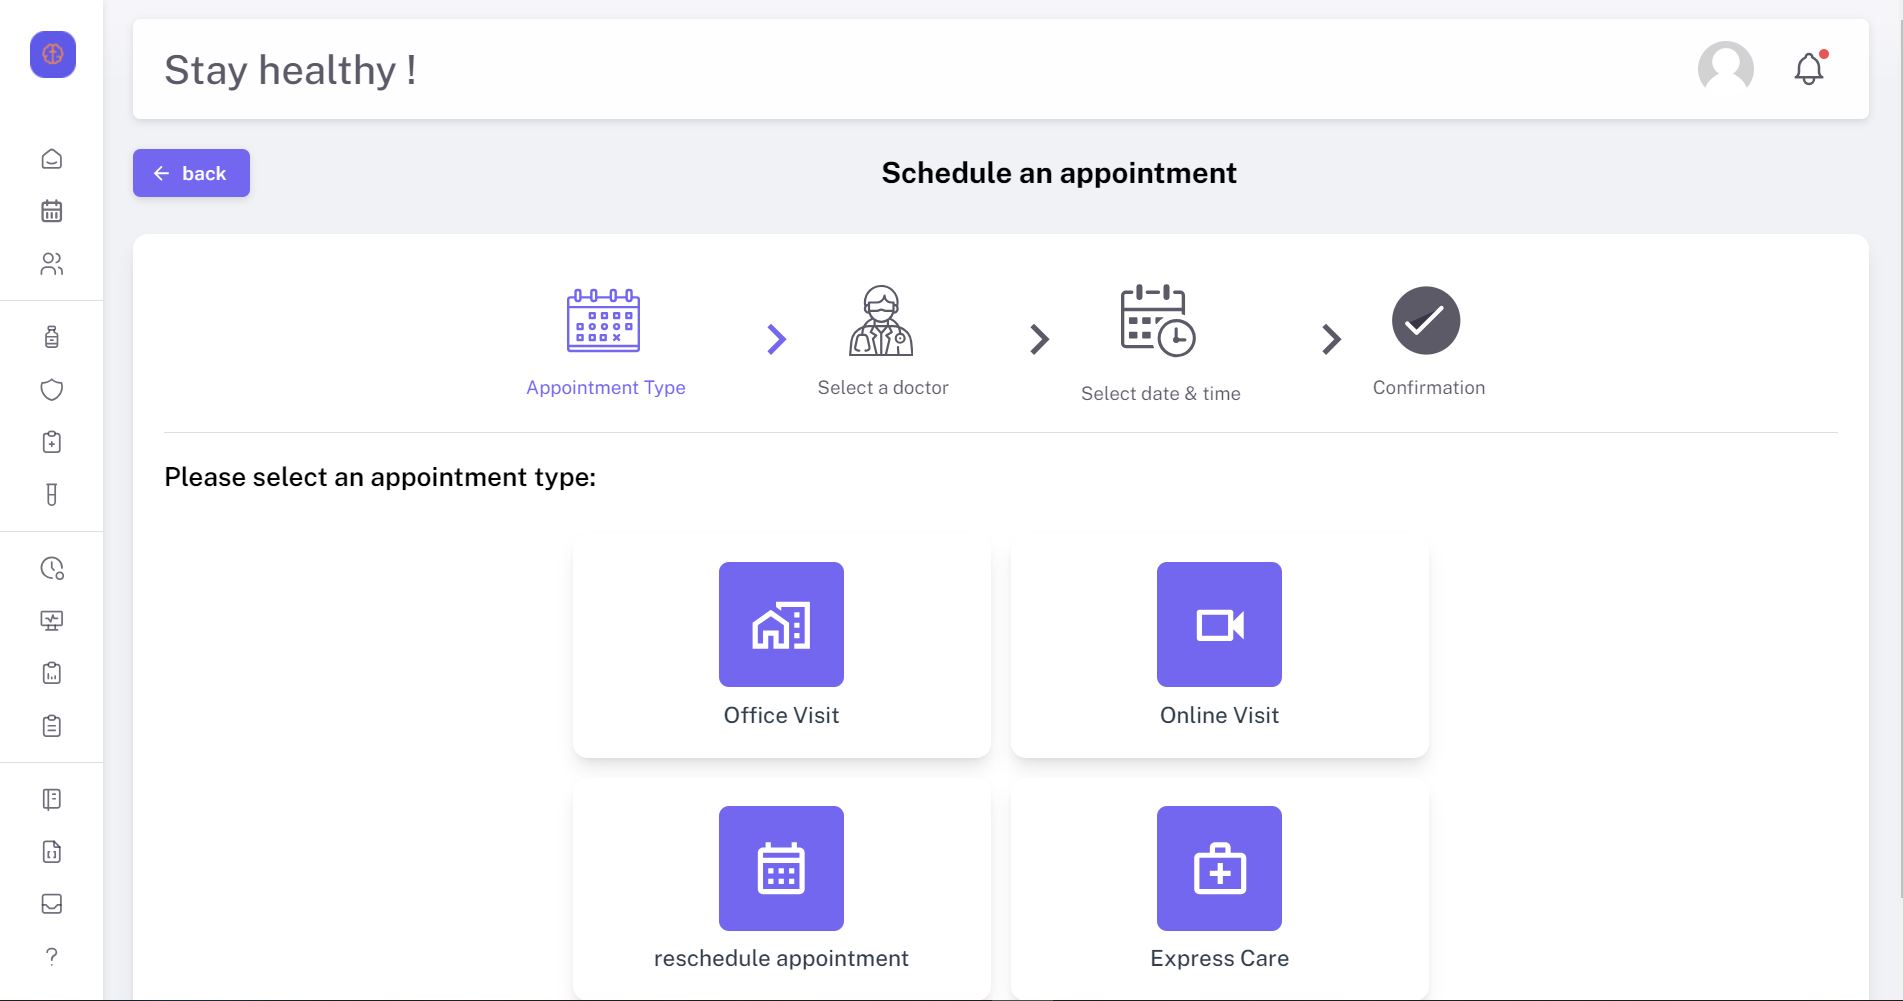 Stay healthy !
back
Schedule an appointment
Appointment Type
Select a doctor
Select date & time
Confirmation
Please select an appointment type:
Office Visit
Online Visit
reschedule appointment
Express Care
?